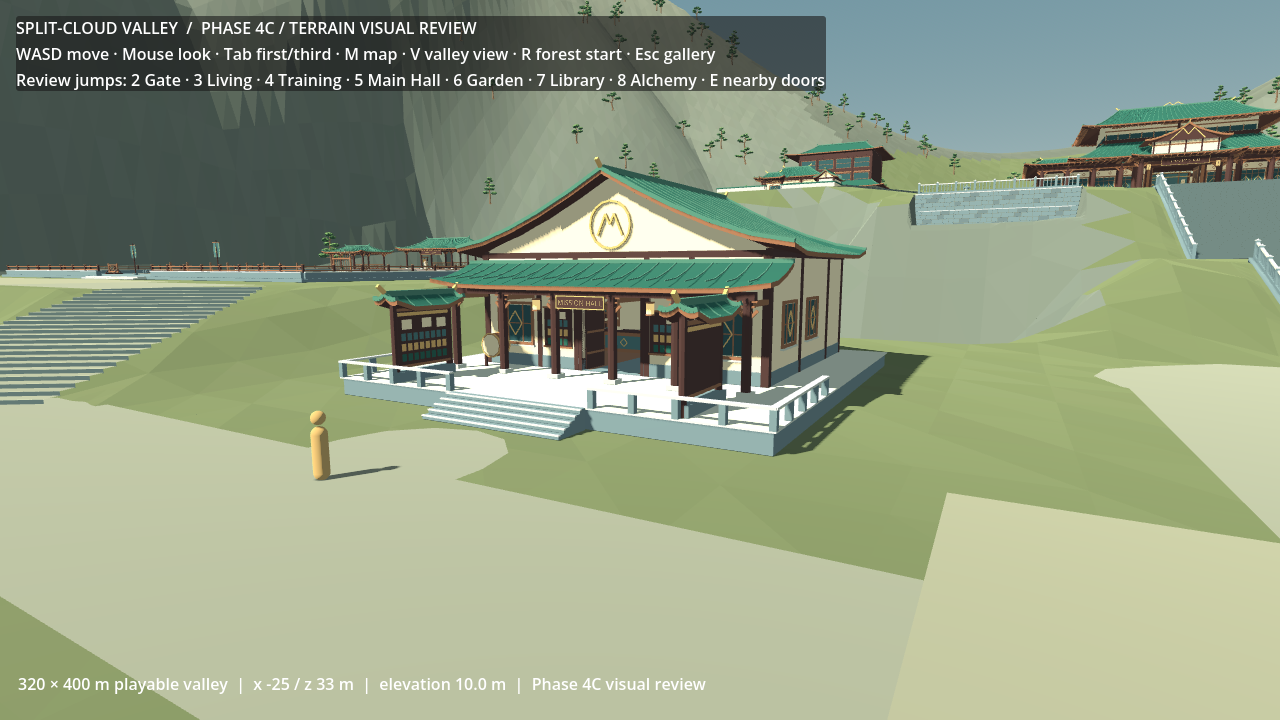 SPLIT-CLOUD VALLEY / PHASE 4C / TERRAIN VISUAL REVIEW
WASD move · Mouse look · Tab first/third · M map · V valley view · R forest start · Esc gallery
Review jumps: 2 Gate · 3 Living · 4 Training · 5 Main Hall · 6 Garden · 7 Library · 8 Alchemy · E nearby doors
M
MISSION HALL
320 × 400 m playable valley | x -25 / z 33 m | elevation 10.0 m | Phase 4C visual review